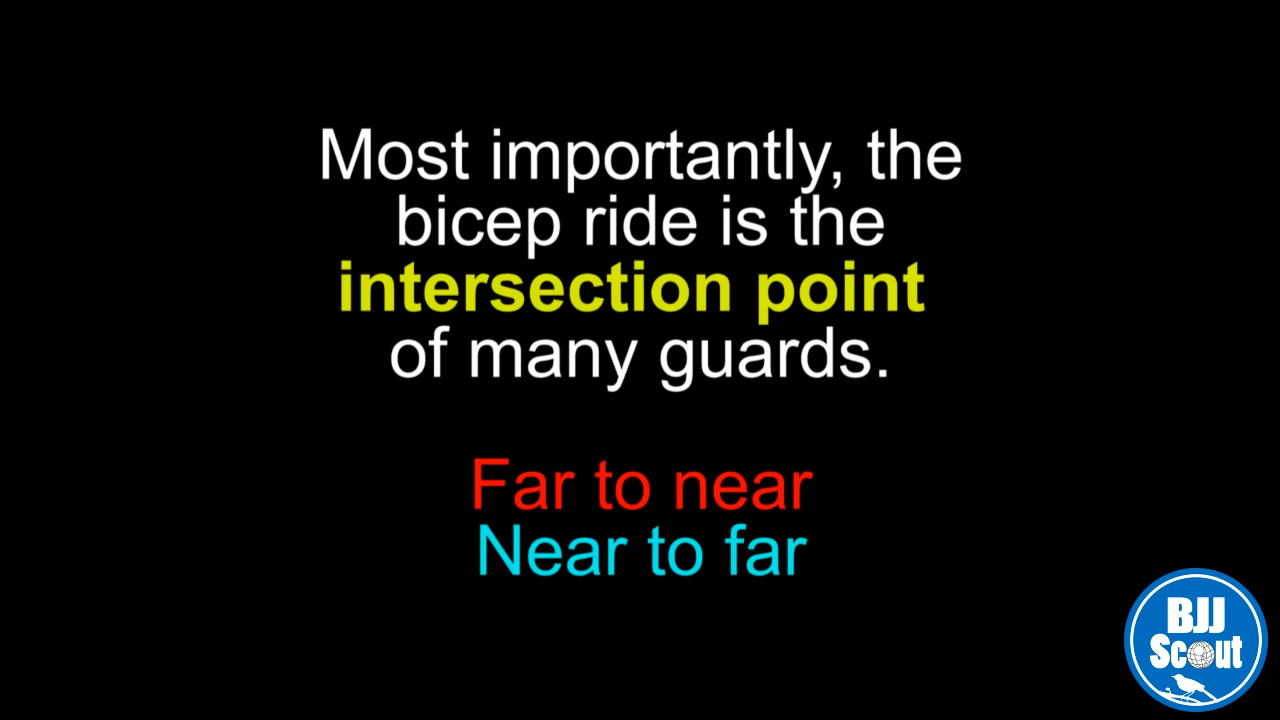 Most importantly, the
bicep ride is the
intersection point
of many guards.
Far to near
Near to far
BJJ
Scout